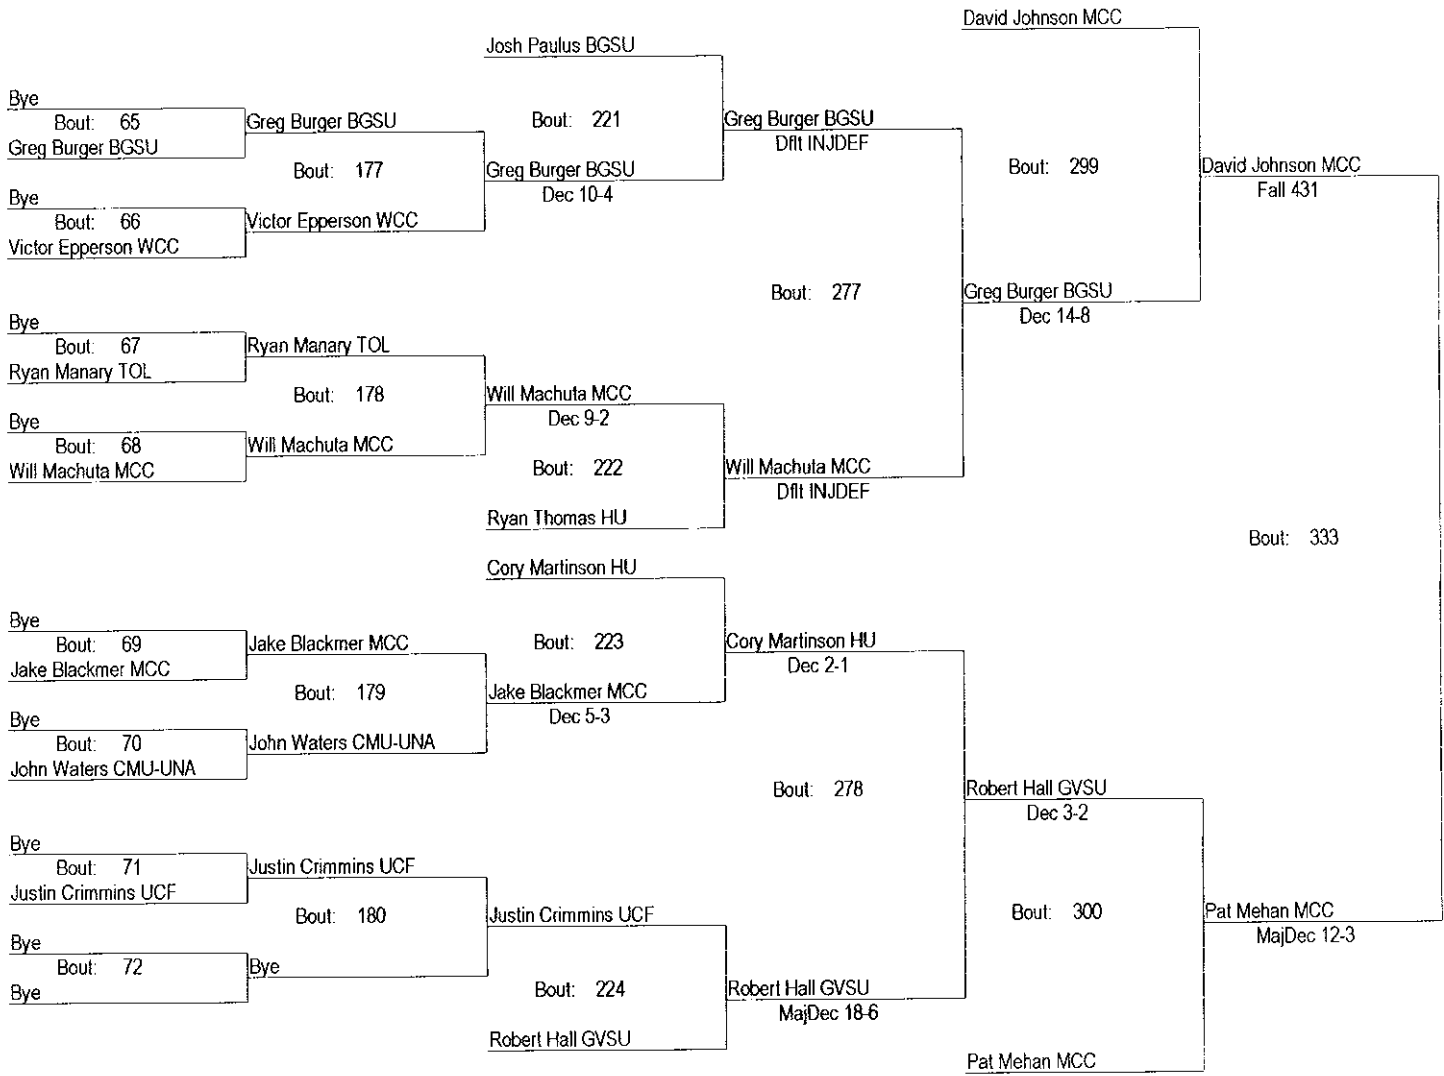 David Johnson MCC
Josh Paulus BGSU
Bye
Bout: 65
Greg Burger BGSU
Greg Burger BGSU
Bout: 177
Bye
Bout: 66
Victor Epperson WCC
Victor Epperson WCC
Bout: 221
Greg Burger BGSU
Dec 10-4
Greg Burger BGSU
Dflt INJDEF
Bout: 299
David Johnson MCC
Fall 431
Bout: 277
Greg Burger BGSU
Dec 14-8
Bye
Bout: 67
Ryan Manary TOL
Ryan Manary TOL
Bout: 178
Bye
Bout: 68
Will Machuta MCC
Will Machuta MCC
Will Machuta MCC
Dec 9-2
Bout: 222
Ryan Thomas HU
Will Machuta MCC
Dflt INJDEF
Bout: 333
Cory Martinson HU
Bye
Bout: 69
Jake Blackmer MCC
Jake Blackmer MCC
Bout: 179
Bye
Bout: 70
John Waters CMU-UNA
John Waters CMU-UNA
Bout: 223
Jake Blackmer MCC
Dec 5-3
Cory Martinson HU
Dec 2-1
Bout: 278
Robert Hall GVSU
Dec 3-2
Bye
Bout: 71
Justin Crimmins UCF
Justin Crimmins UCF
Bout: 180
Bye
Bout: 72
Bye
Bye
Justin Crimmins UCF
Bout: 224
Robert Hall GVSU
Robert Hall GVSU
MajDec 18-6
Bout: 300
Pat Mehan MCC
MajDec 12-3
Pat Mehan MCC